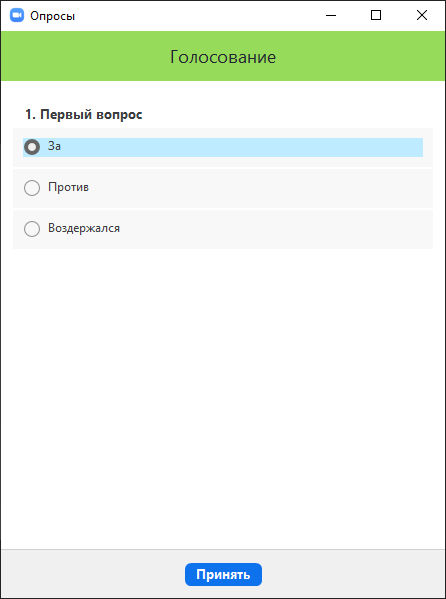 Опросы
Голосование
1. Первый вопрос
За
Против
Воздержался
Принять